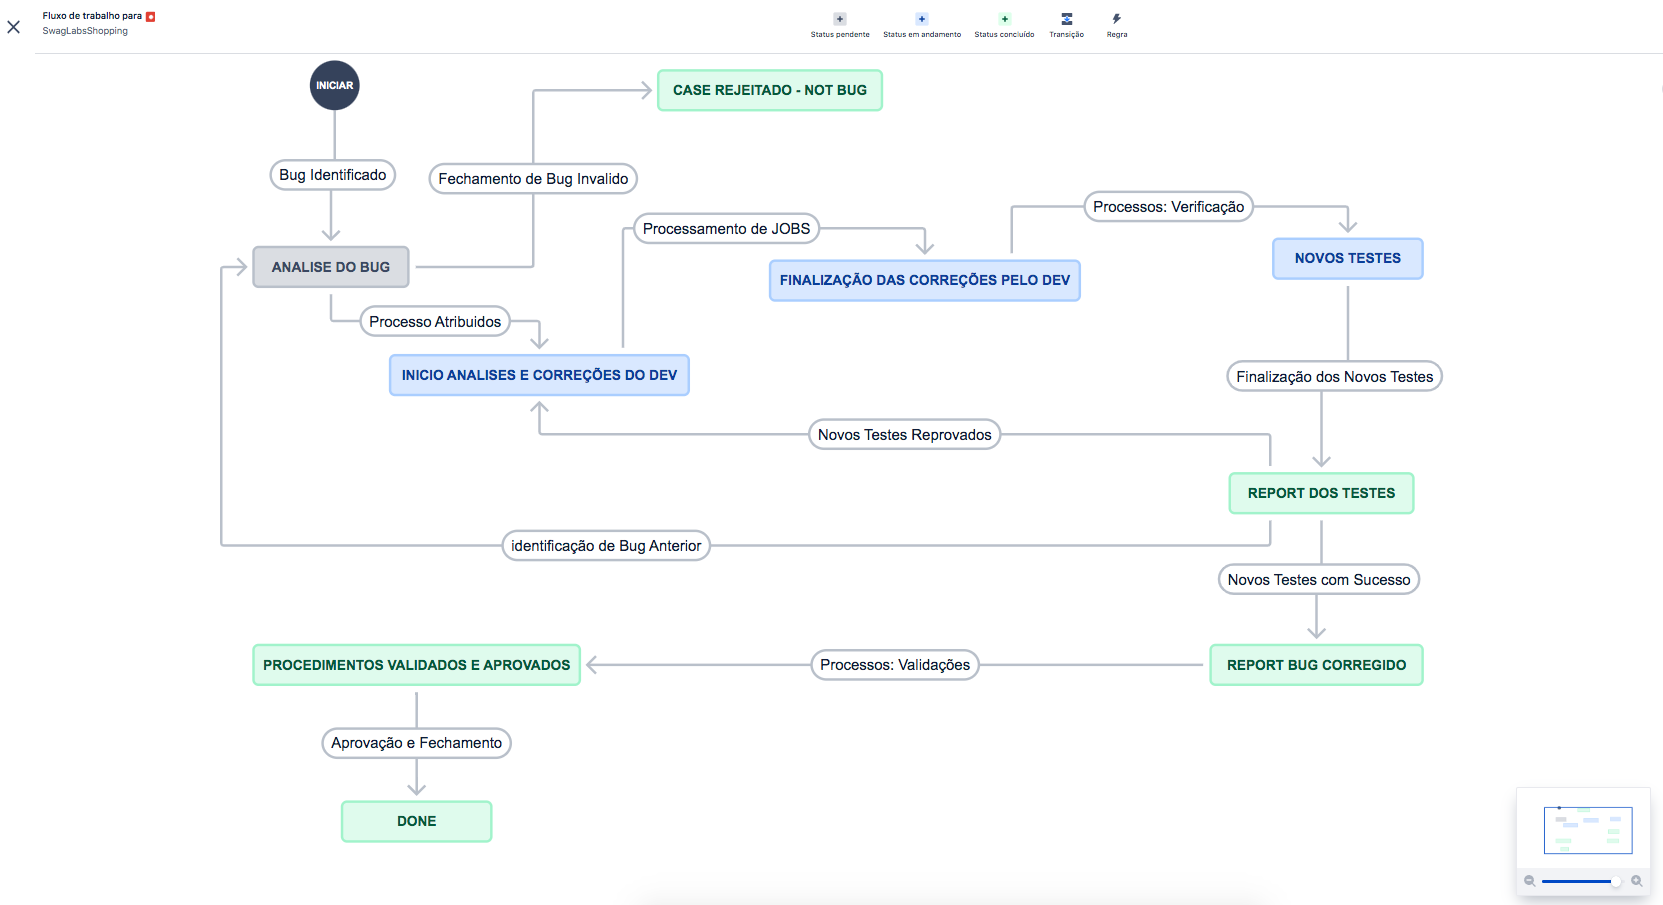 Fluxo de trabalho para
SwagLabsShopping
Status pendente
Status em andamento
Status concluído
Transição
Regra
INICIAR
CASE REJEITADO - NOT BUG
Bug Identificado
Fechamento de Bug Invalido
Processos: Verificação
Processamento de JOBS
ANALISE DO BUG
NOVOS TESTES
FINALIZAÇÃO DAS CORREÇÕES PELO DEV
Processo Atribuidos
INICIO ANALISES E CORREÇÕES DO DEV
Finalização dos Novos Testes
Novos Testes Reprovados
REPORT DOS TESTES
identificação de Bug Anterior
Novos Testes com Sucesso
PROCEDIMENTOS VALIDADOS E APROVADOS
Processos: Validações
REPORT BUG CORREGIDO
Aprovação e Fechamento
DONE